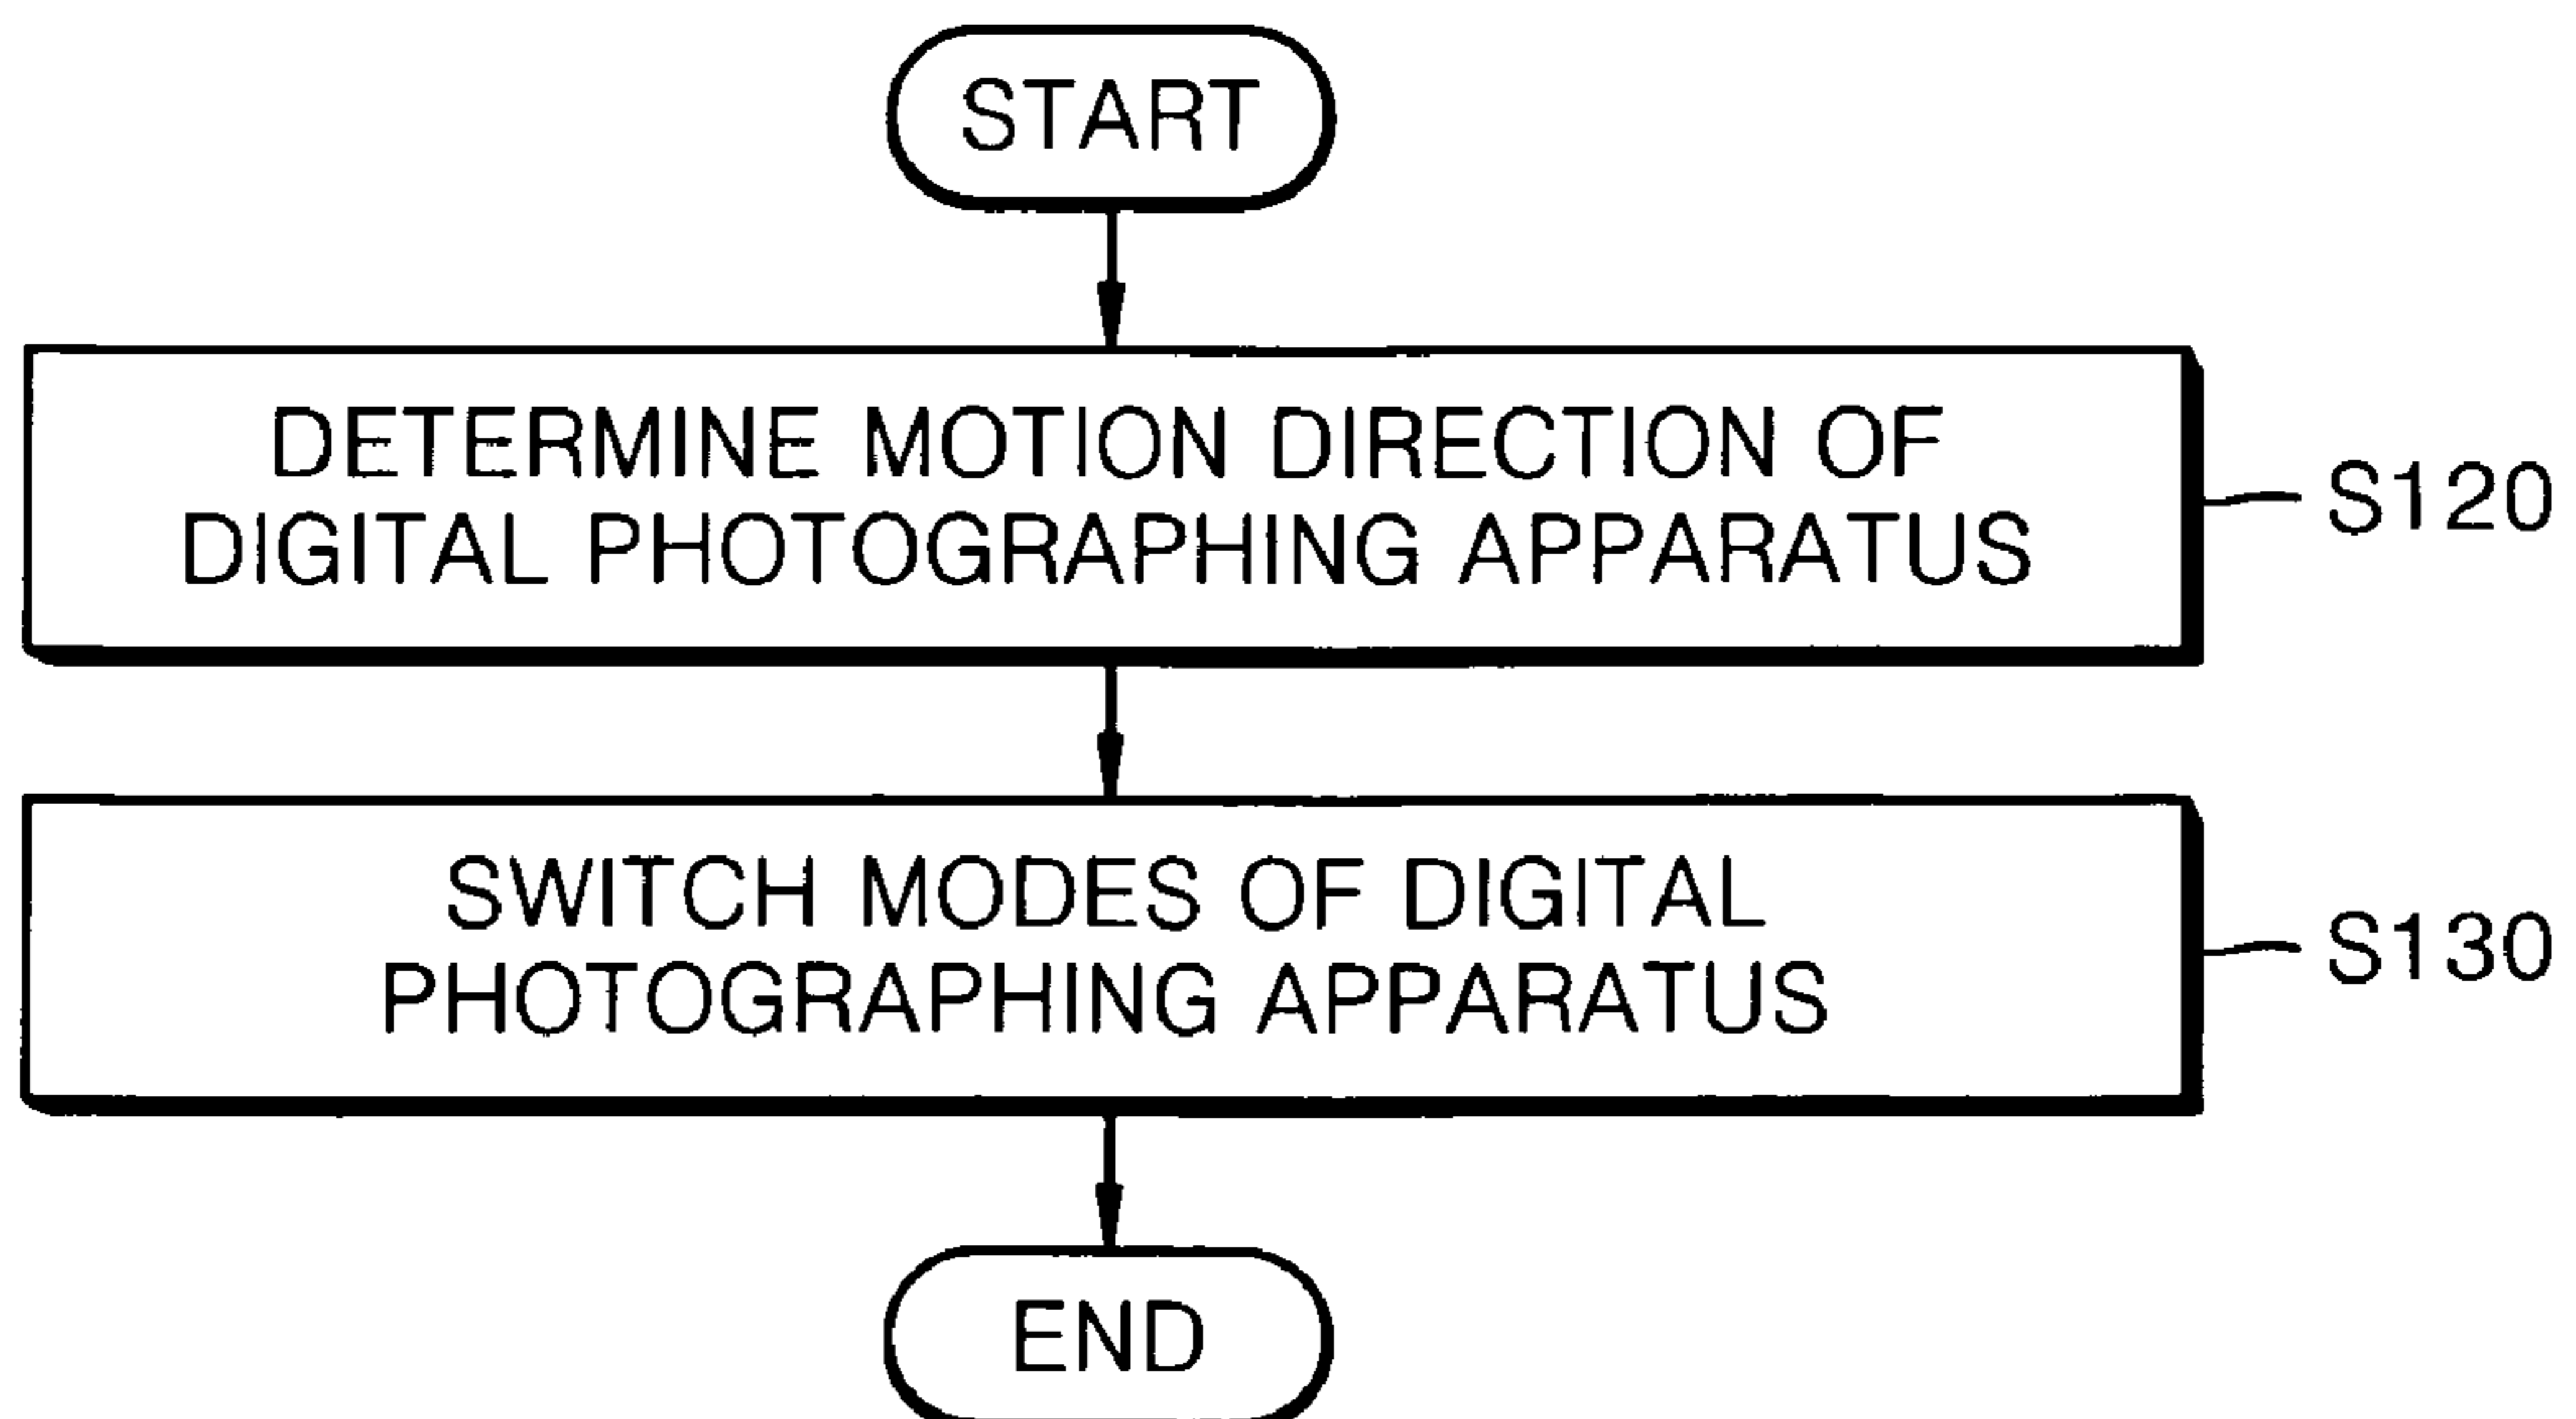 START
DETERMINE MOTION DIRECTION OF
DIGITAL PHOTOGRAPHING APPARATUS
S120
SWITCH MODES OF DIGITAL
PHOTOGRAPHING APPARATUS
S130
END